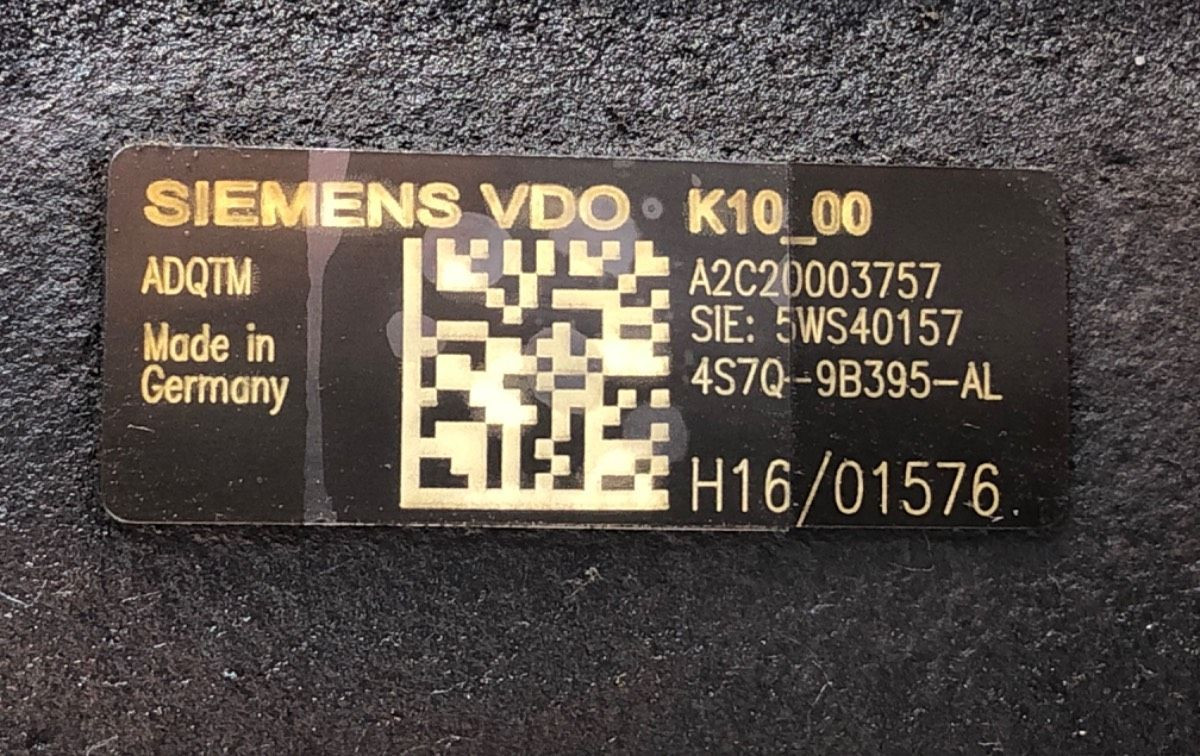 SIEMENS VDO
ADQTM
Made in
Germany
K10_00
A2C20003757
SIE: 5WS40157
4S7Q-9B395-AL
H16/01576